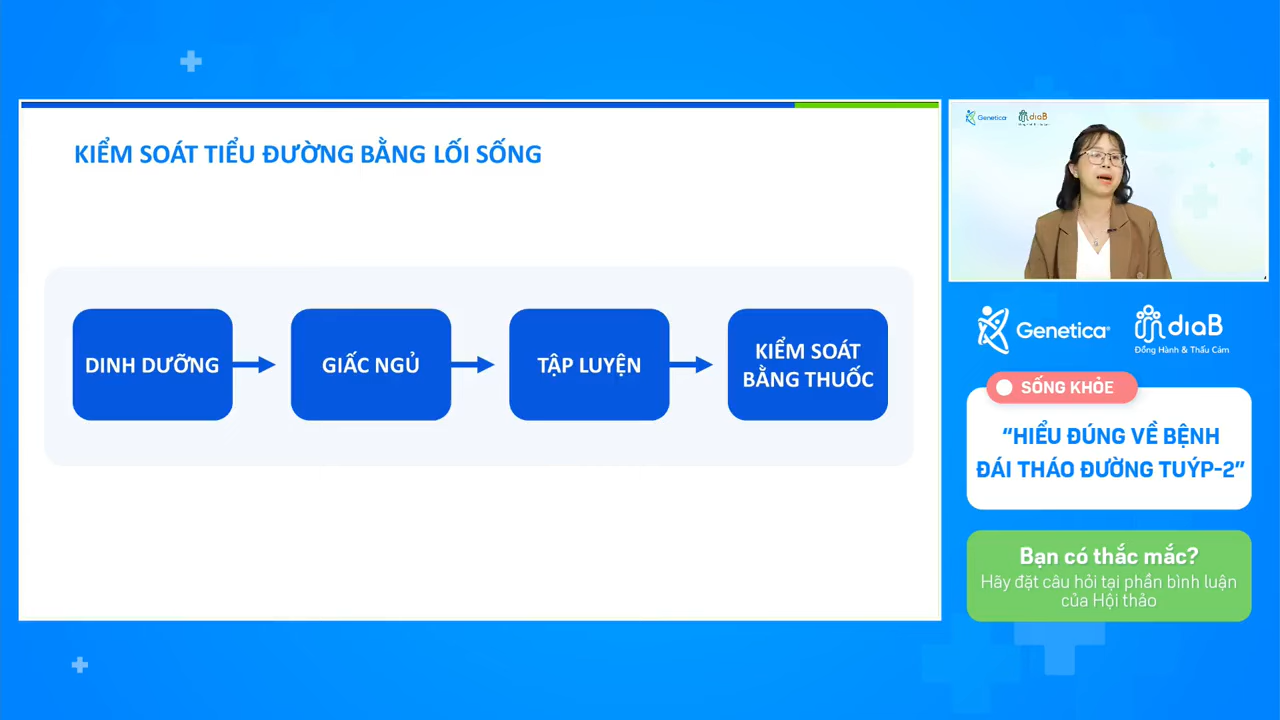 KIỂM SOÁT TIỂU ĐƯỜNG BẰNG LỐI SỐNG
DINH DƯỠNG
GIẤC NGỦ
TẬP LUYỆN
KIỂM SOÁT
BẰNG THUỐC
Genetica
diaB
Genetica®
diaB
Đồng Hành & Thấu Cảm
SỐNG KHỎE
“HIỂU ĐÚNG VỀ BỆNH
ĐÁI THÁO ĐƯỜNG TUÝP-2”
Bạn có thắc mắc?
Hãy đặt câu hỏi tại phần bình luận
của Hội thảo